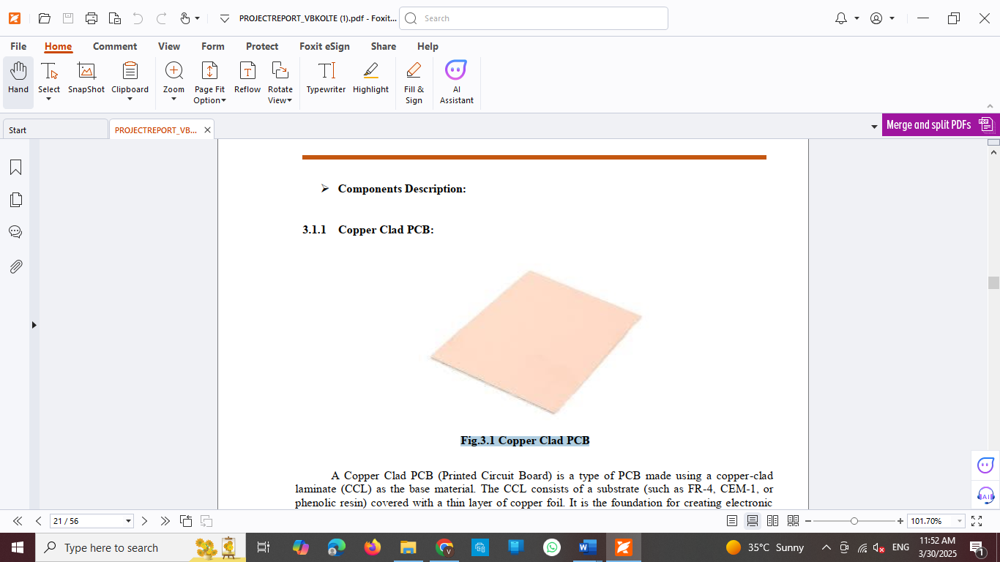 PROJECTREPORT_VBKOLTE (1).pdf - Foxit...
Search
File Home Comment View Form Protect Foxit eSign Share Help
Hand Select SnapShot Clipboard Zoom Page Fit Option Reflow Rotate View Typewriter Highlight Fill & Sign AI Assistant
Start
PROJECTREPORT_VB...
Merge and split PDFs
Components Description:
3.1.1 Copper Clad PCB:
Fig.3.1 Copper Clad PCB
A Copper Clad PCB (Printed Circuit Board) is a type of PCB made using a copper-clad
laminate (CCL) as the base material. The CCL consists of a substrate (such as FR-4, CEM-1, or
phenolic resin) covered with a thin layer of copper foil. It is the foundation for creating electronic
AI
21 / 56
101.70%
Type here to search
35°C Sunny
ENG
11:52 AM
3/30/2025
1